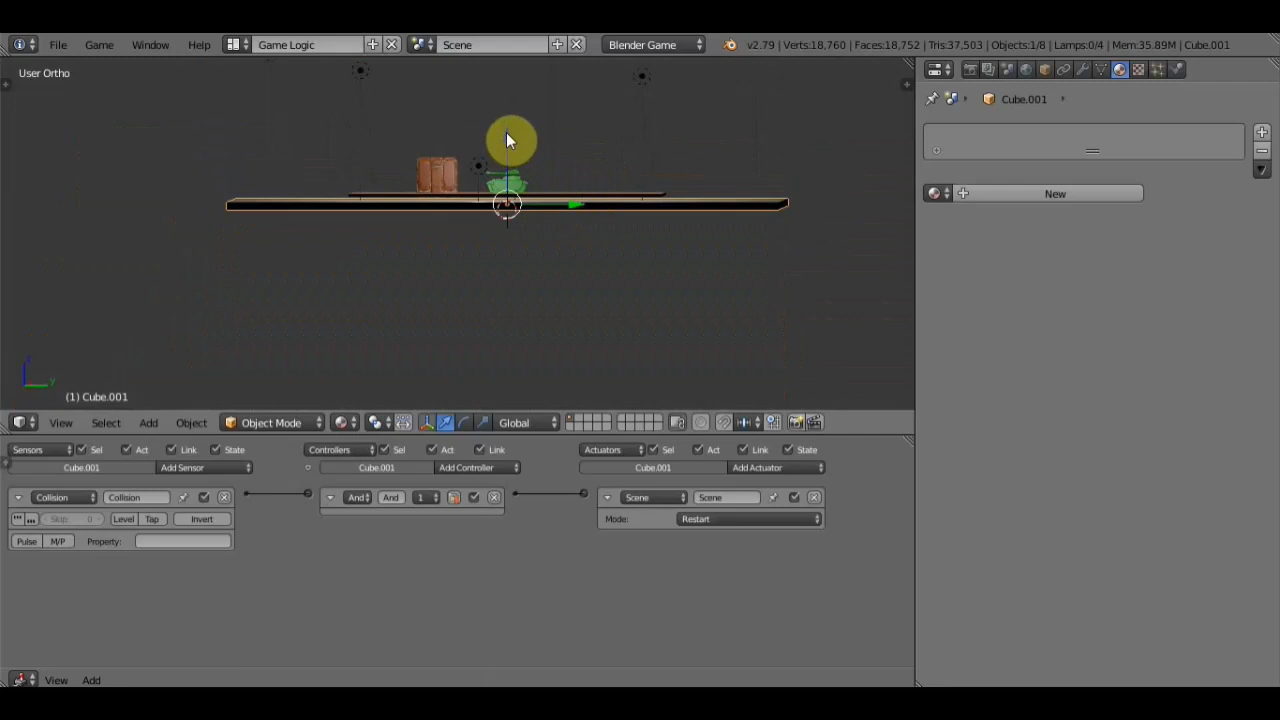 File Game Window Help Game Logic Scene Blender Game v2.79 | Verts:18,760 | Faces:18,752 | Tris:37,503 | Objects:1/8 | Lamps:0/4 | Mem:35.89M | Cube.001
User Ortho
Cube.001
New
z
y
(1) Cube.001
View Select Add Object Object Mode Global
Sensors Sel Act Link State Controllers Sel Act Link Actuators Sel Act Link State
Cube.001 Add Sensor Cube.001 Add Controller Cube.001 Add Actuator
Collision Collision And And 1 Scene Scene
Skip: 0 Level Tap Invert Mode: Restart
Pulse M/P Property:
View Add